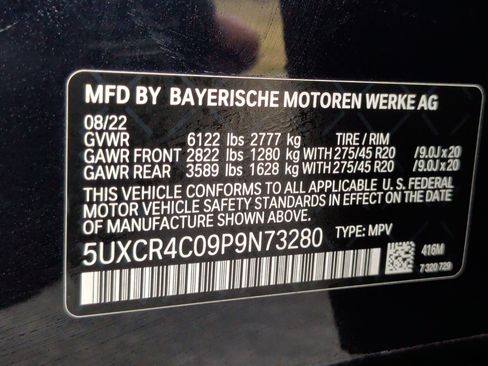 MFD BY BAYERISCHE MOTOREN WERKE AG
08/22
GVWR 6122 lbs 2777 kg TIRE / RIM
GAWR FRONT 2822 lbs 1280 kg WITH 275/45 R20 /9.0J x 20
GAWR REAR 3589 lbs 1628 kg WITH 275/45 R20 /9.0J x 20
THIS VEHICLE CONFORMS TO ALL APPLICABLE U. S. FEDERAL
MOTOR VEHICLE SAFETY STANDARDS IN EFFECT ON THE DATE
OF MANUFACTURE SHOWN ABOVE.
5UXCR4C09P9N73280 TYPE: MPV
416M
7 320 729